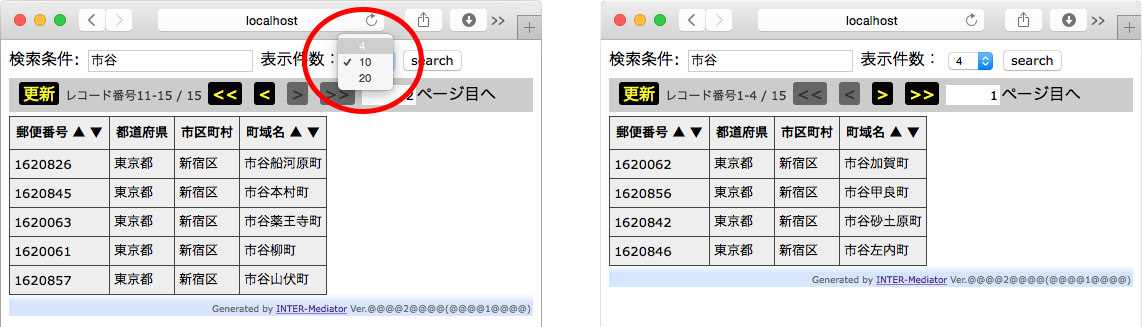 localhost
検索条件: 市谷 表示件数： 4 10 20 search
更新 レコード番号11-15 / 15 << < > >> 2 ページ目へ
郵便番号 ▲ ▼ 都道府県 市区町村 町域名 ▲ ▼
1620826 東京都 新宿区 市谷船河原町
1620845 東京都 新宿区 市谷本村町
1620063 東京都 新宿区 市谷薬王寺町
1620061 東京都 新宿区 市谷柳町
1620857 東京都 新宿区 市谷山伏町
Generated by INTER-Mediator Ver.@@@@2@@@@(@@@@1@@@@)
localhost
検索条件: 市谷 表示件数： 4 search
更新 レコード番号1-4 / 15 << < > >> 1 ページ目へ
郵便番号 ▲ ▼ 都道府県 市区町村 町域名 ▲ ▼
1620062 東京都 新宿区 市谷加賀町
1620856 東京都 新宿区 市谷甲良町
1620842 東京都 新宿区 市谷砂土原町
1620846 東京都 新宿区 市谷左内町
Generated by INTER-Mediator Ver.@@@@2@@@@(@@@@1@@@@)